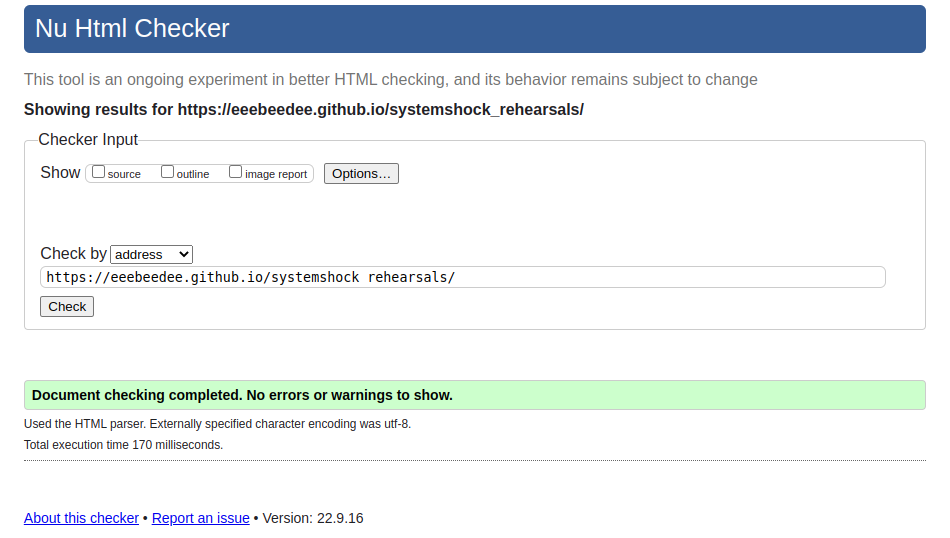 Nu Html Checker
This tool is an ongoing experiment in better HTML checking, and its behavior remains subject to change
Showing results for https://eeebeedee.github.io/systemshock_rehearsals/
Checker Input
Show source outline image report Options...
Check by address
https://eeebeedee.github.io/systemshock_rehearsals/
Check
Document checking completed. No errors or warnings to show.
Used the HTML parser. Externally specified character encoding was utf-8.
Total execution time 170 milliseconds.
About this checker • Report an issue • Version: 22.9.16